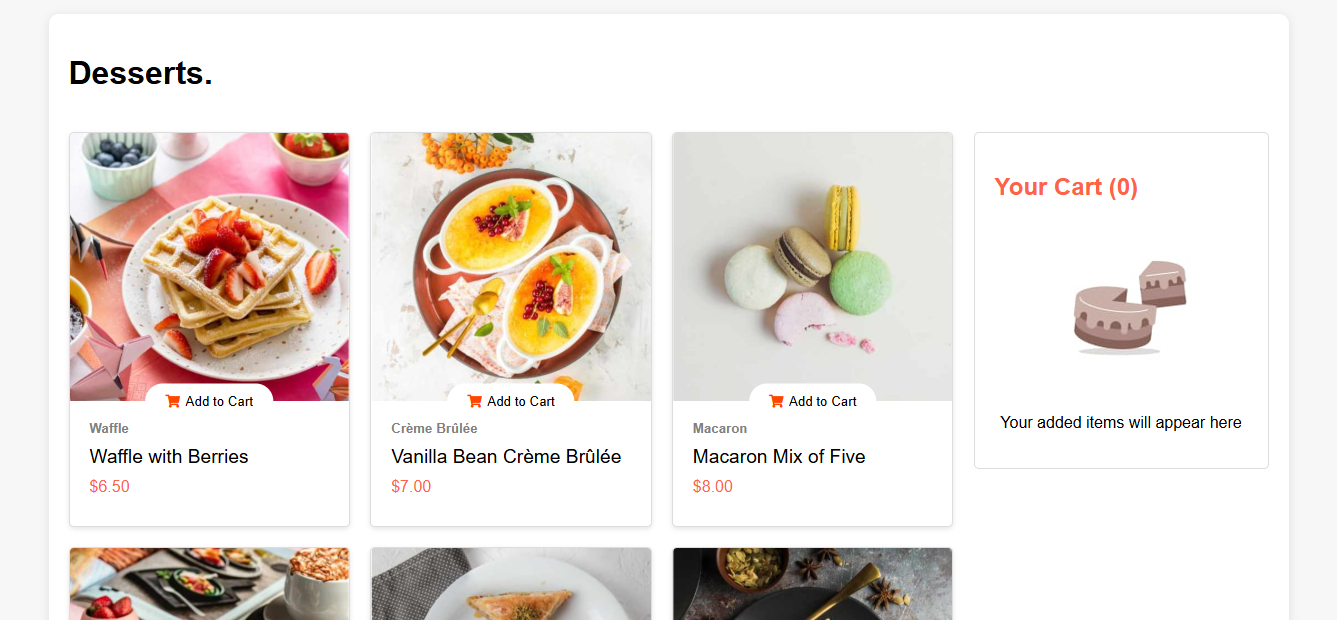 Desserts.
Add to Cart
Waffle
Waffle with Berries
$6.50
Add to Cart
Crème Brûlée
Vanilla Bean Crème Brûlée
$7.00
Add to Cart
Macaron
Macaron Mix of Five
$8.00
Your Cart (0)
Your added items will appear here